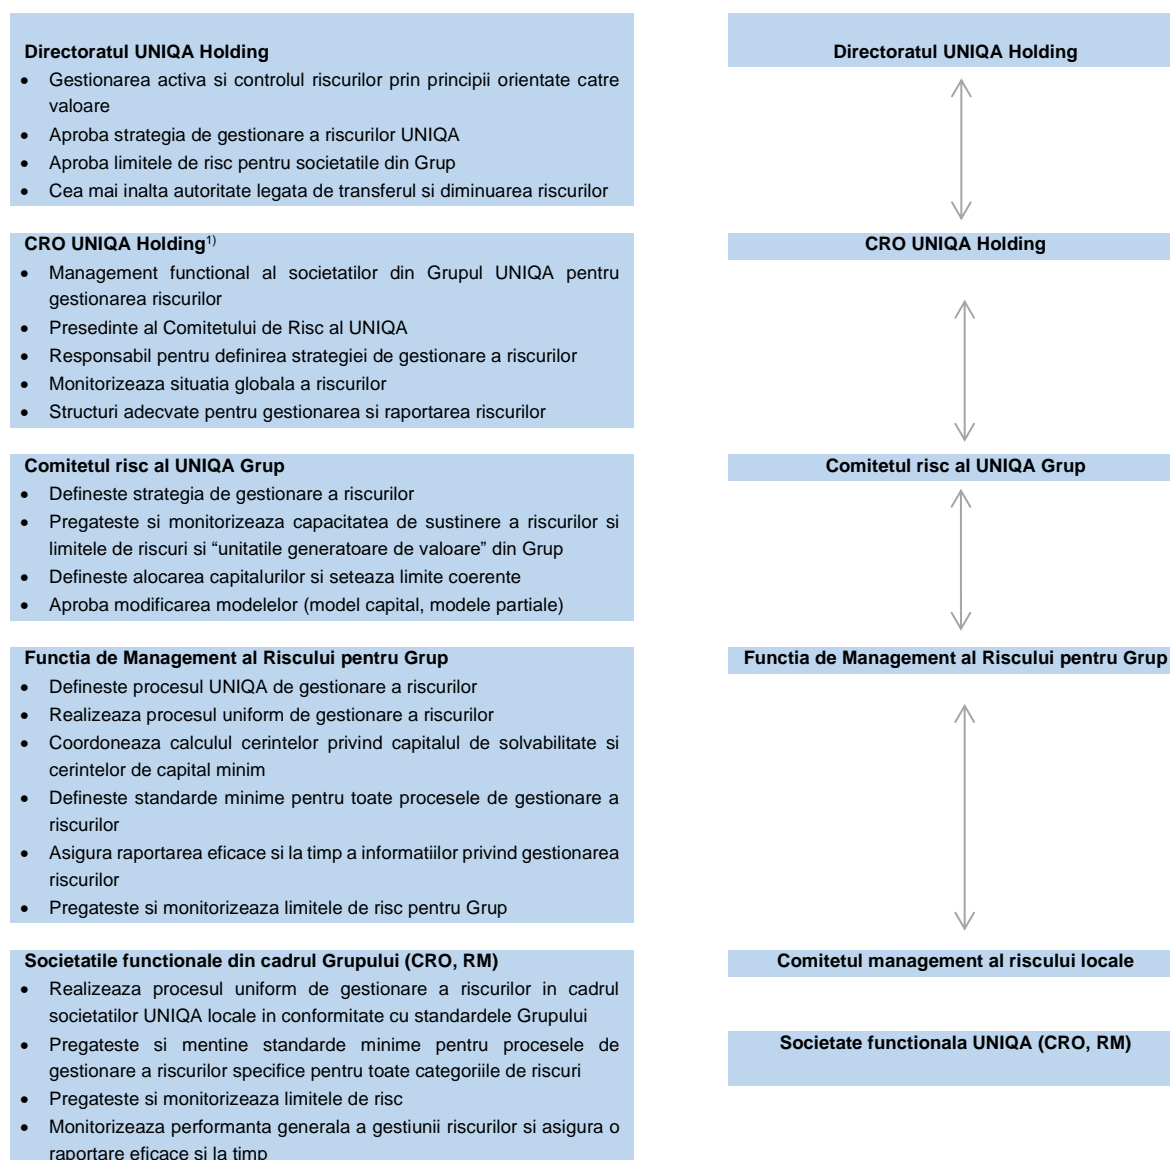 Directoratul UNIQA Holding
• Gestionarea activa si controlul riscurilor prin principii orientate catre
valoare
• Aproba strategia de gestionare a riscurilor UNIQA
• Aproba limitele de risc pentru societatile din Grup
• Cea mai inalta autoritate legata de transferul si diminuarea riscurilor
CRO UNIQA Holding1)
• Management functional al societatilor din Grupul UNIQA pentru
gestionarea riscurilor
• Presedinte al Comitetului de Risc al UNIQA
• Responsabil pentru definirea strategiei de gestionare a riscurilor
• Monitorizeaza situatia globala a riscurilor
• Structuri adecvate pentru gestionarea si raportarea riscurilor
Comitetul risc al UNIQA Grup
• Defineste strategia de gestionare a riscurilor
• Pregateste si monitorizeaza capacitatea de sustinere a riscurilor si
limitele de riscuri si “unitatile generatoare de valoare” din Grup
• Defineste alocarea capitalurilor si seteaza limite coerente
• Aproba modificarea modelelor (model capital, modele partiale)
Functia de Management al Riscului pentru Grup
• Defineste procesul UNIQA de gestionare a riscurilor
• Realizeaza procesul uniform de gestionare a riscurilor
• Coordoneaza calculul cerintelor privind capitalul de solvabilitate si
cerintelor de capital minim
• Defineste standarde minime pentru toate procesele de gestionare a
riscurilor
• Asigura raportarea eficace si la timp a informatiilor privind gestionarea
riscurilor
• Pregateste si monitorizeaza limitele de risc pentru Grup
Societatile functionale din cadrul Grupului (CRO, RM)
• Realizeaza procesul uniform de gestionare a riscurilor in cadrul
societatilor UNIQA locale in conformitate cu standardele Grupului
• Pregateste si mentine standarde minime pentru procesele de
gestionare a riscurilor specifice pentru toate categoriile de riscuri
• Pregateste si monitorizeaza limitele de risc
• Monitorizeaza performanta generala a gestiunii riscurilor si asigura o
raportare eficace si la timp
Directoratul UNIQA Holding
CRO UNIQA Holding
Comitetul risc al UNIQA Grup
Functia de Management al Riscului pentru Grup
Comitetul management al riscului locale
Societate functionala UNIQA (CRO, RM)